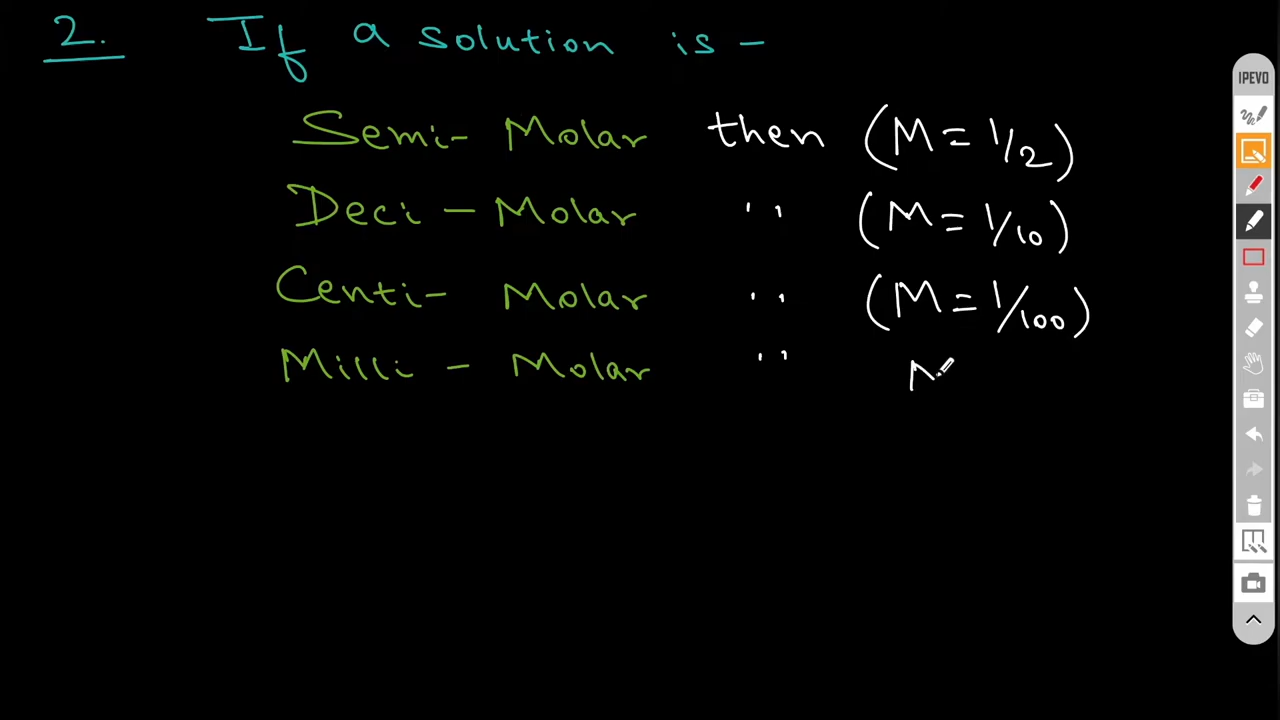 2. If a solution is -
Semi- Molar then (M = 1/2)
Deci - Molar " (M = 1/10)
Centi- Molar " (M = 1/100)
Milli - Molar " M
IPEVO